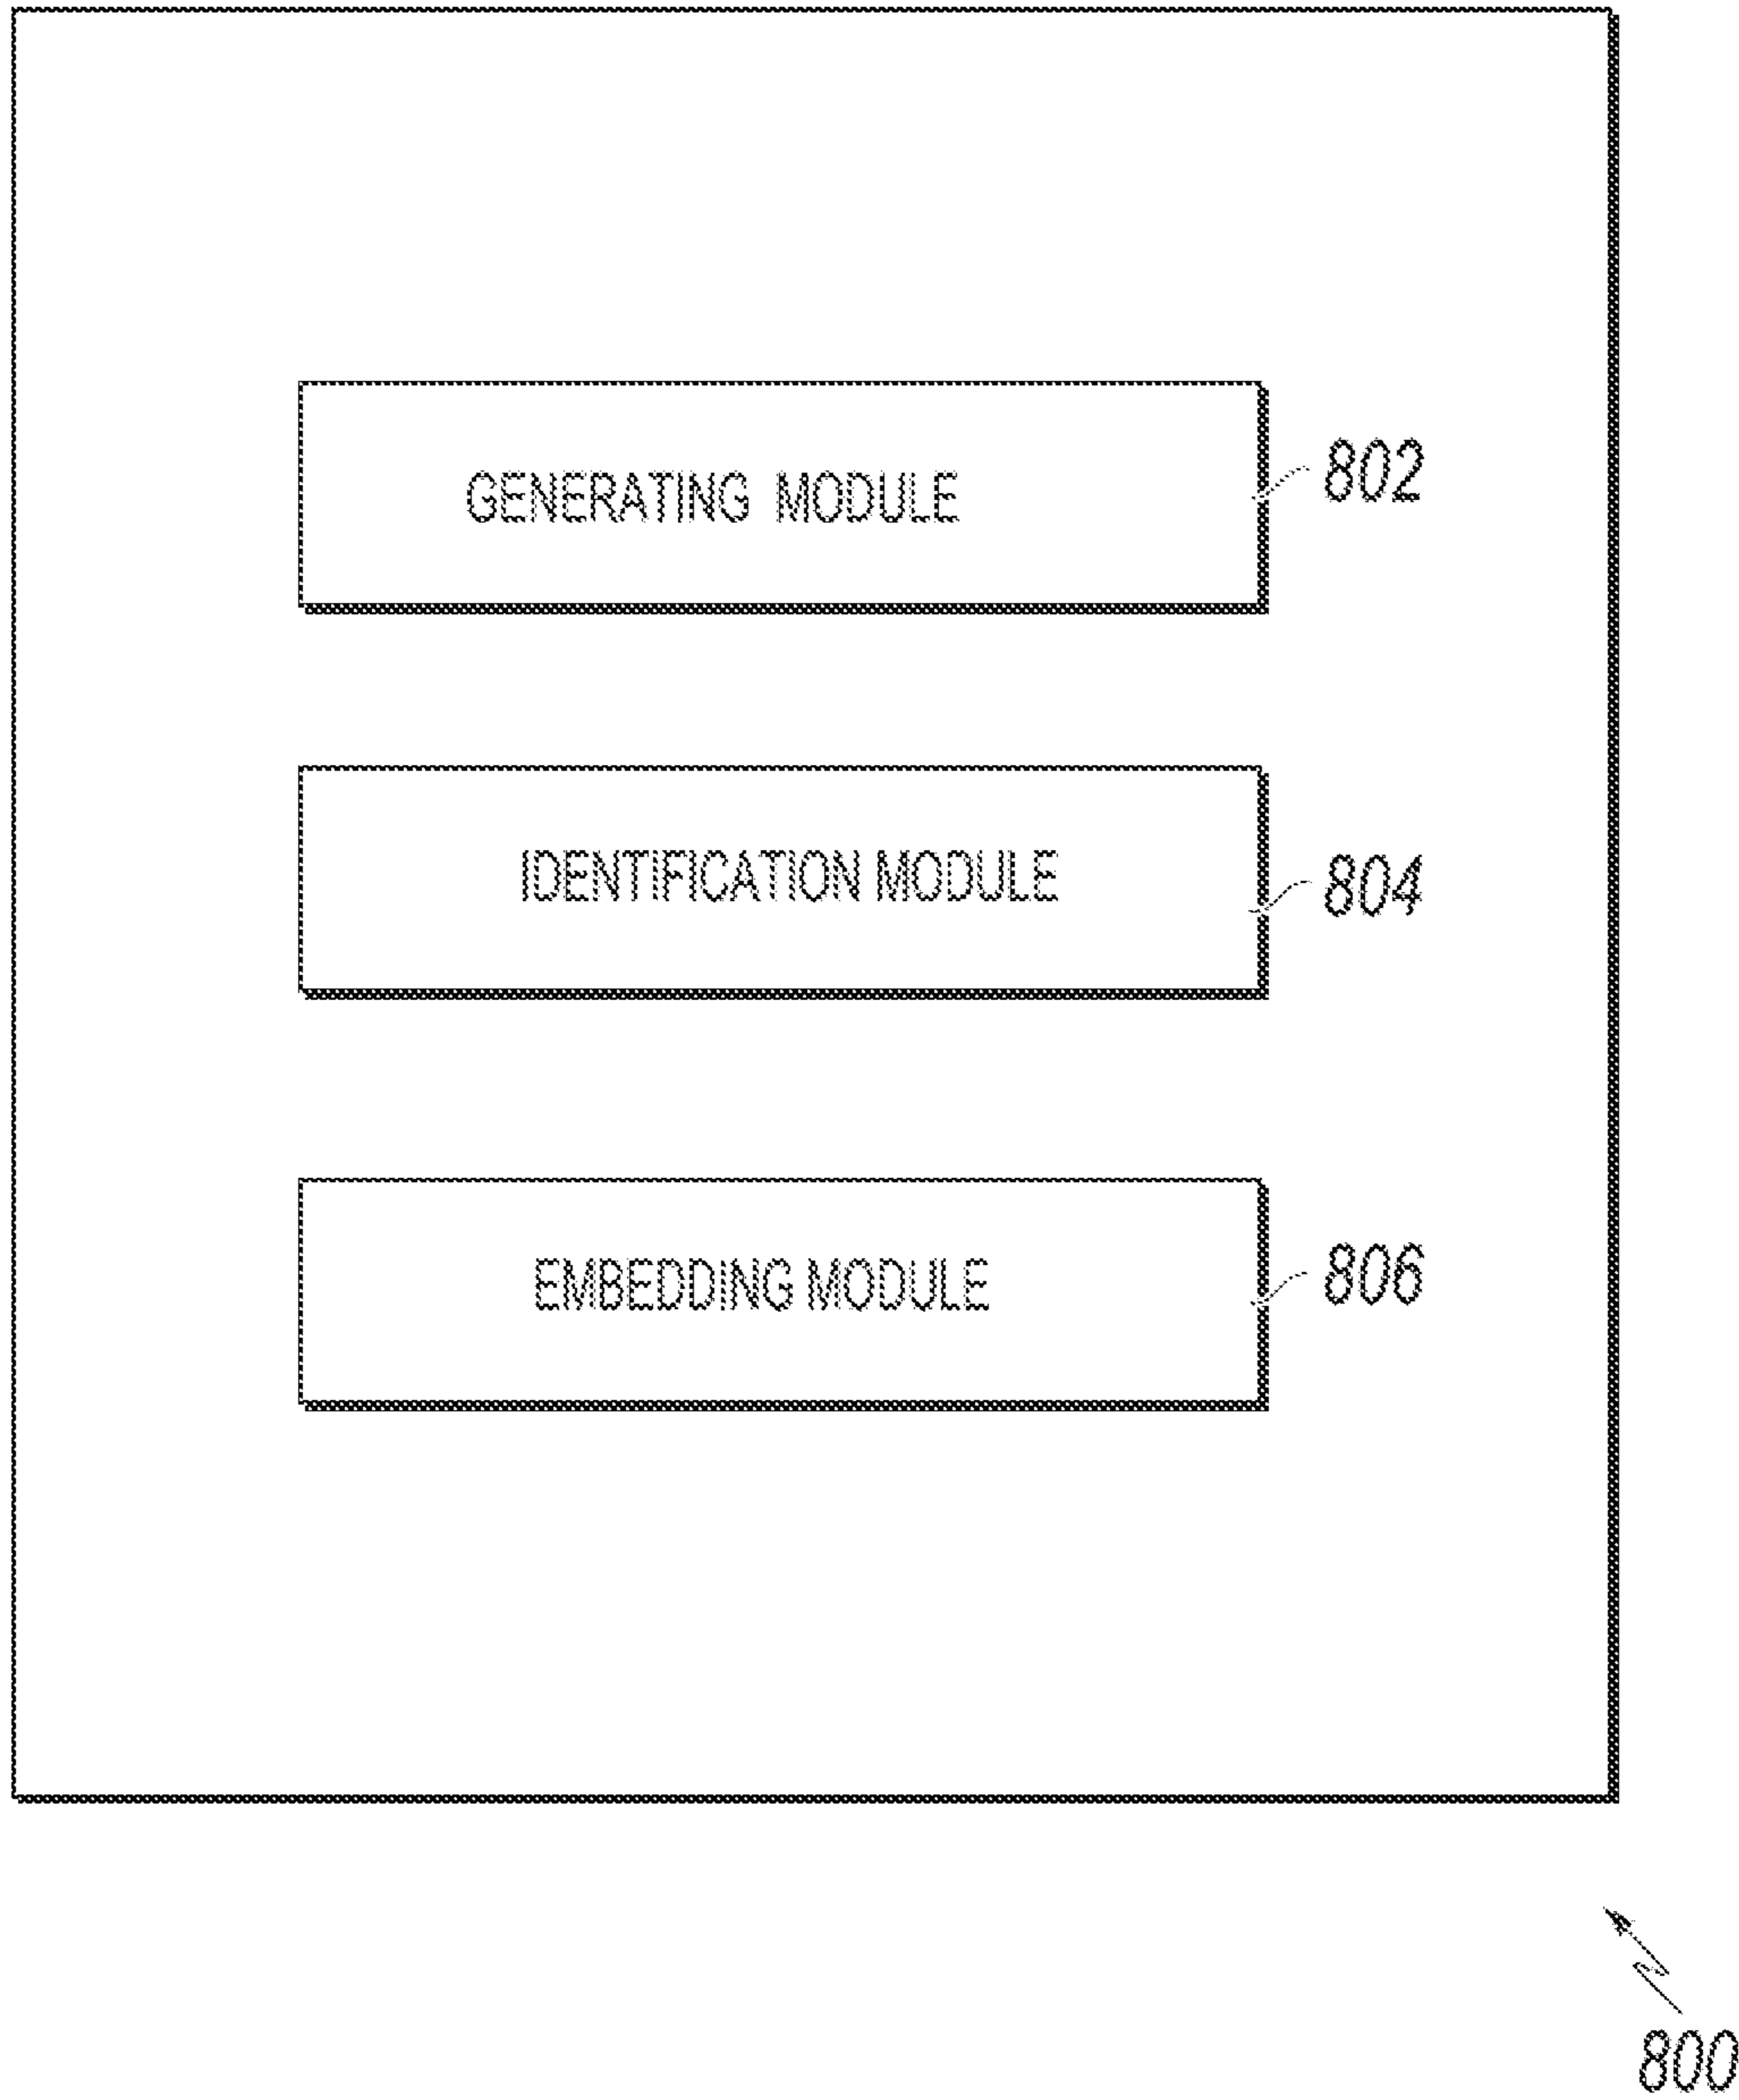 GENERATING MODULE
802
IDENTIFICATION MODULE
804
EMBEDDING MODULE
806
800